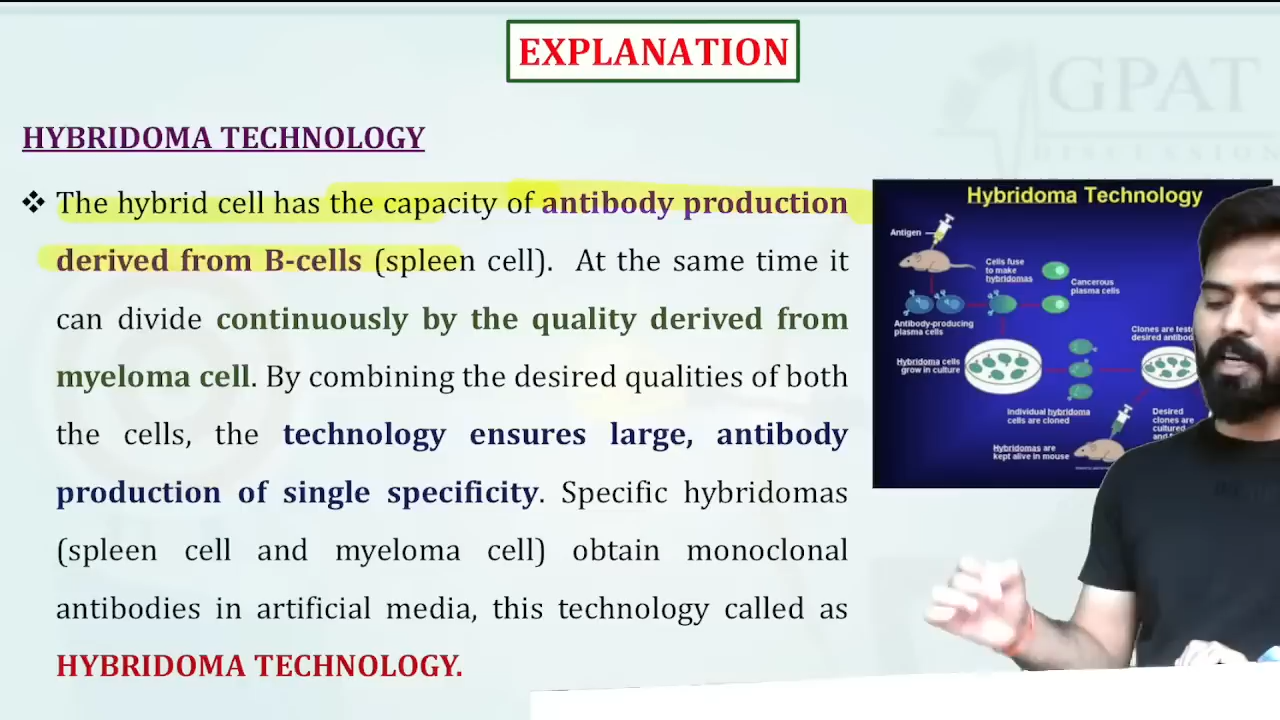 EXPLANATION
GPAT
DISCUSSION
HYBRIDOMA TECHNOLOGY
❖ The hybrid cell has the capacity of antibody production
derived from B-cells (spleen cell). At the same time it
can divide continuously by the quality derived from
myeloma cell. By combining the desired qualities of both
the cells, the technology ensures large, antibody
production of single specificity. Specific hybridomas
(spleen cell and myeloma cell) obtain monoclonal
antibodies in artificial media, this technology called as
HYBRIDOMA TECHNOLOGY.
Hybridoma Technology
Antigen
Cells fuse
to make
hybridomas
Cancerous
plasma cells
Antibody-producing
plasma cells
Clones are
desired
Hybridoma cells
grow in culture
Individual hybridoma
cells are cloned
Desired
clones are
cultured
Hybridomas are
kept alive in mouse